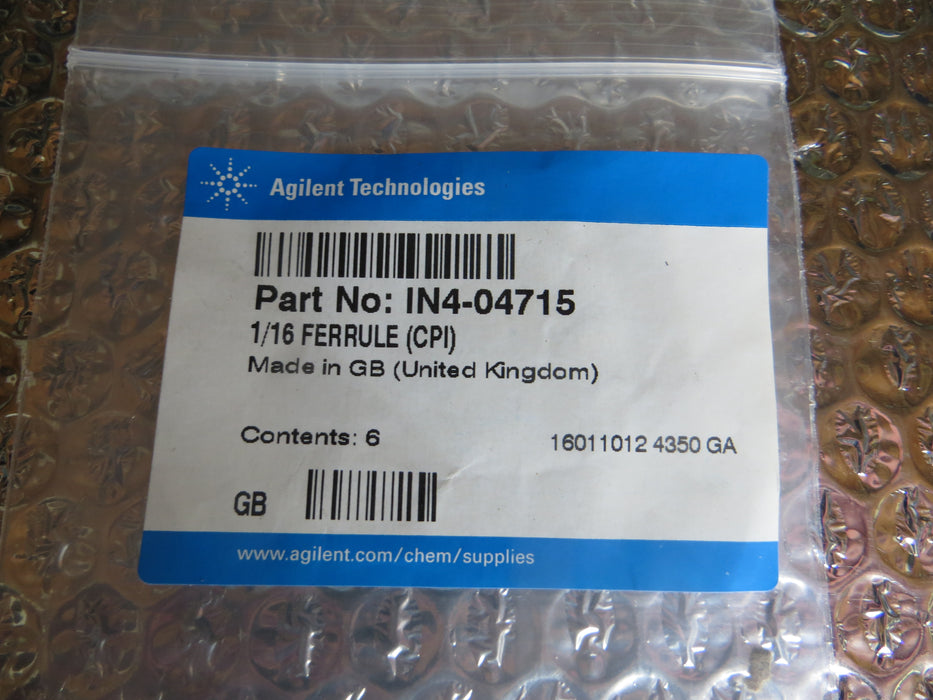 Agilent Technologies
Part No: IN4-04715
1/16 FERRULE (CPI)
Made in GB (United Kingdom)
Contents: 6
16011012 4350 GA
GB
www.agilent.com/chem/supplies